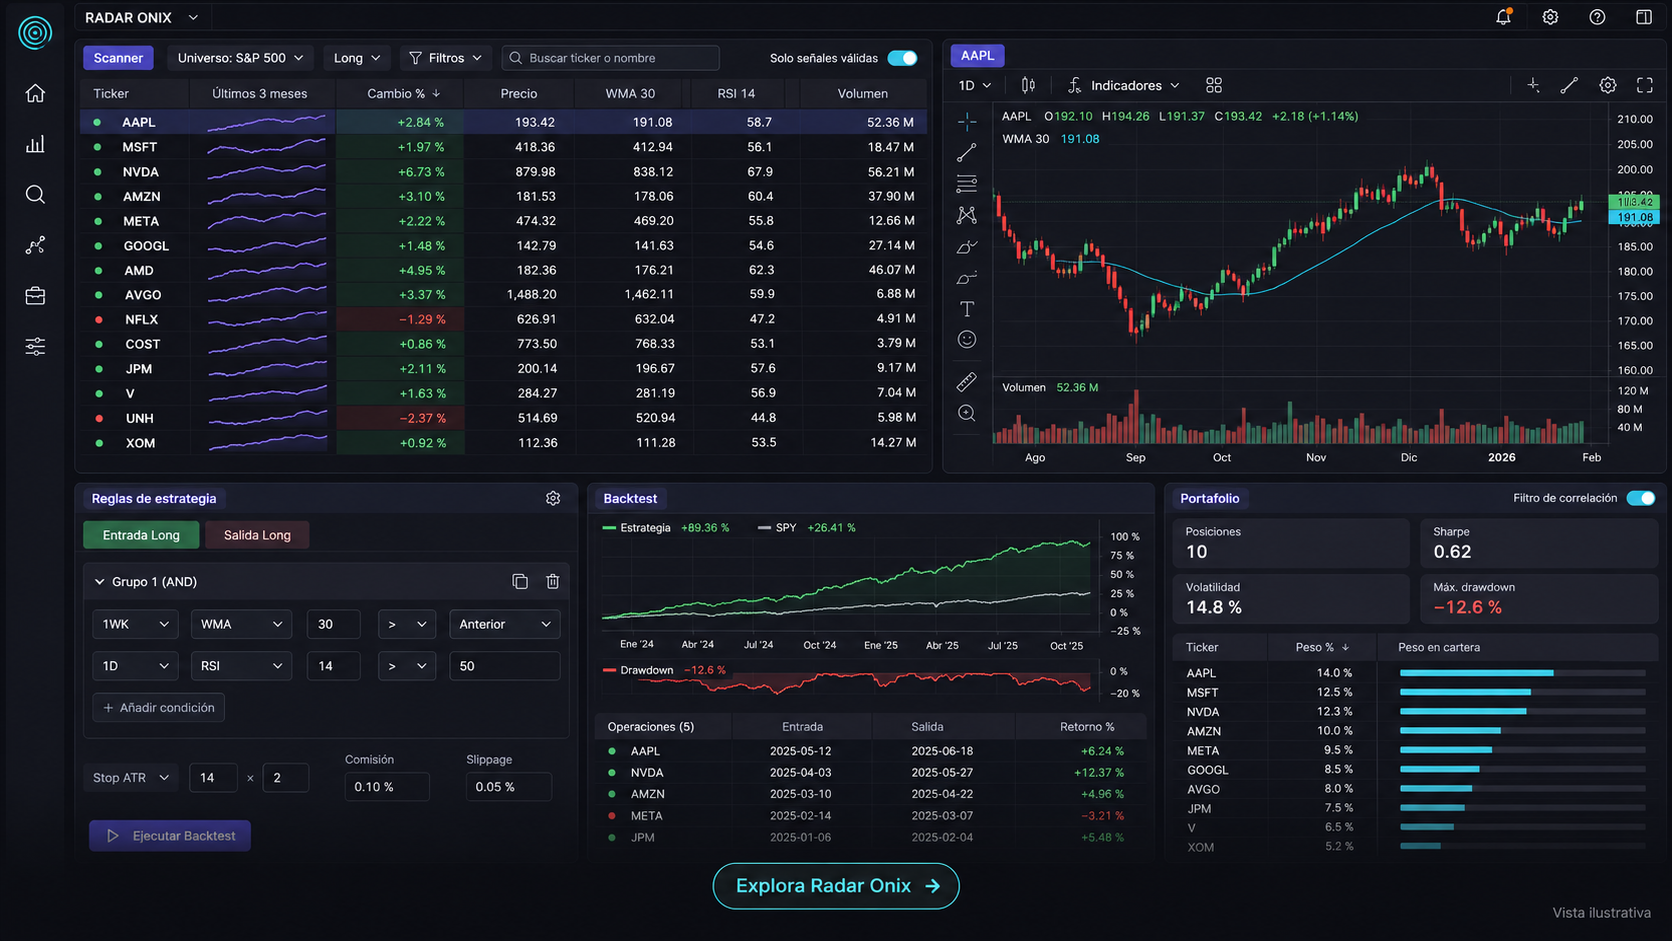 RADAR ONIX
Scanner Universo: S&P 500 Long Filtros Buscar ticker o nombre Solo señales válidas
Ticker Últimos 3 meses Cambio % ↓ Precio WMA 30 RSI 14 Volumen
AAPL +2.84 % 193.42 191.08 58.7 52.36 M
MSFT +1.97 % 418.36 412.94 56.1 18.47 M
NVDA +6.73 % 879.98 838.12 67.9 56.21 M
AMZN +3.10 % 181.53 178.06 60.4 37.90 M
META +2.22 % 474.32 469.20 55.8 12.66 M
GOOGL +1.48 % 142.79 141.63 54.6 27.14 M
AMD +4.95 % 182.36 176.21 62.3 46.07 M
AVGO +3.37 % 1,488.20 1,462.11 59.9 6.88 M
NFLX −1.29 % 626.91 632.04 47.2 4.91 M
COST +0.86 % 773.50 768.33 53.1 3.79 M
JPM +2.11 % 200.14 196.67 57.6 9.17 M
V +1.63 % 284.27 281.19 56.9 7.04 M
UNH −2.37 % 514.69 520.94 44.8 5.98 M
XOM +0.92 % 112.36 111.28 53.5 14.27 M
AAPL
1D Indicadores
AAPL O192.10 H194.26 L191.37 C193.42 +2.18 (+1.14%)
WMA 30 191.08
210.00
205.00
200.00
191.08
185.00
180.00
175.00
170.00
165.00
160.00
Volumen 52.36 M
120 M
80 M
40 M
Ago Sep Oct Nov Dic 2026 Feb
Reglas de estrategia
Entrada Long Salida Long
Grupo 1 (AND)
1WK WMA 30 > Anterior
1D RSI 14 > 50
+ Añadir condición
Comisión Slippage
Stop ATR 14 × 2 0.10 % 0.05 %
Ejecutar Backtest
Backtest
Estrategia +89.36 % SPY +26.41 %
100 %
75 %
50 %
25 %
0 %
−25 %
Ene '24 Abr '24 Jul '24 Oct '24 Ene '25 Abr '25 Jul '25 Oct '25
Drawdown −12.6 %
0 %
−20 %
Operaciones (5) Entrada Salida Retorno %
AAPL 2025-05-12 2025-06-18 +6.24 %
NVDA 2025-04-03 2025-05-27 +12.37 %
AMZN 2025-03-10 2025-04-22 +4.96 %
META 2025-02-14 2025-03-07 −3.21 %
JPM 2025-01-06 2025-02-04 +5.48 %
Portafolio Filtro de correlación
Posiciones Sharpe
10 0.62
Volatilidad Máx. drawdown
14.8 % −12.6 %
Ticker Peso % ↓ Peso en cartera
AAPL 14.0 %
MSFT 12.5 %
NVDA 12.3 %
AMZN 10.0 %
META 9.5 %
GOOGL 8.5 %
AVGO 8.0 %
JPM 7.5 %
V 6.5 %
XOM 5.2 %
Explora Radar Onix →
Vista ilustrativa